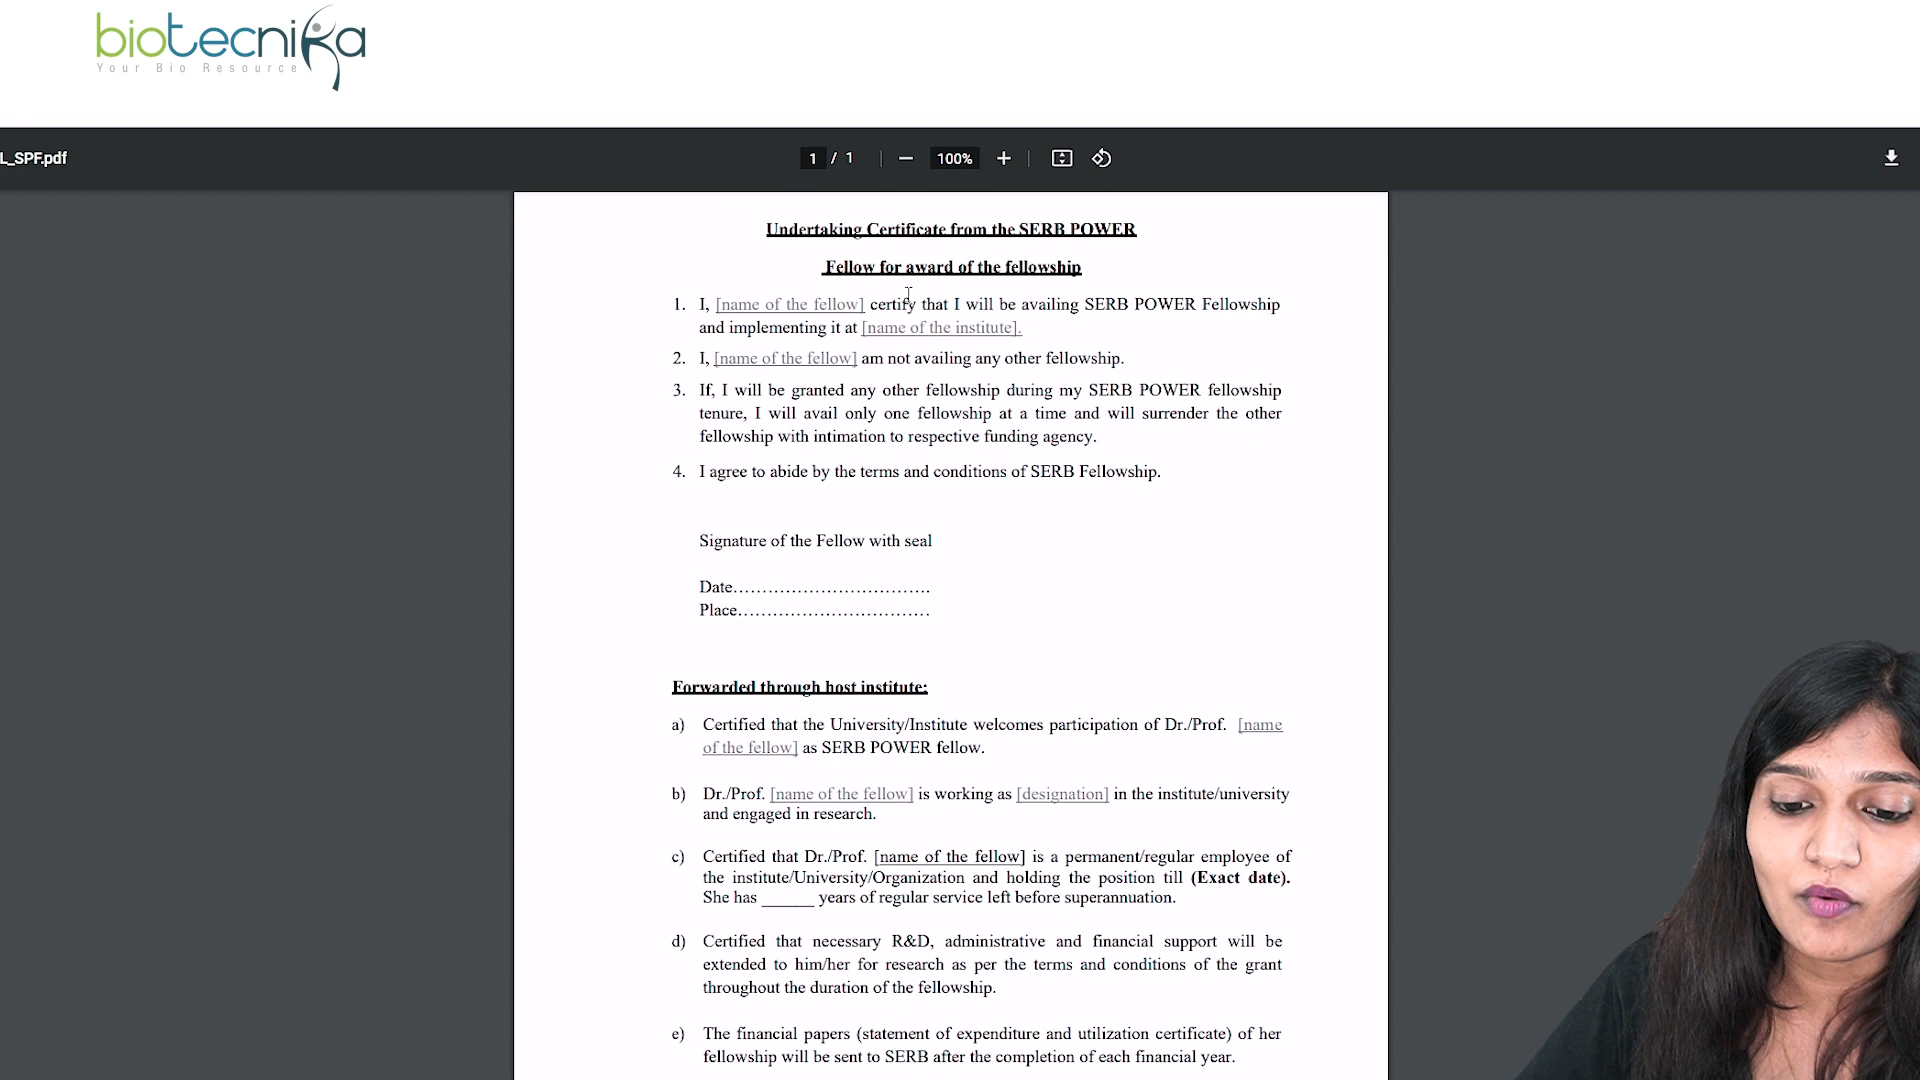 biotecnika
Your Bio Resource
L_SPF.pdf
1 / 1
100%
Undertaking Certificate from the SERB POWER
Fellow for award of the fellowship
1. I, [name of the fellow] certify that I will be availing SERB POWER Fellowship
and implementing it at [name of the institute].
2. I, [name of the fellow] am not availing any other fellowship.
3. If, I will be granted any other fellowship during my SERB POWER fellowship
tenure, I will avail only one fellowship at a time and will surrender the other
fellowship with intimation to respective funding agency.
4. I agree to abide by the terms and conditions of SERB Fellowship.
Signature of the Fellow with seal
Date…………………………….
Place……………………………
Forwarded through host institute:
a) Certified that the University/Institute welcomes participation of Dr./Prof. [name
of the fellow] as SERB POWER fellow.
b) Dr./Prof. [name of the fellow] is working as [designation] in the institute/university
and engaged in research.
c) Certified that Dr./Prof. [name of the fellow] is a permanent/regular employee of
the institute/University/Organization and holding the position till (Exact date).
She has ______ years of regular service left before superannuation.
d) Certified that necessary R&D, administrative and financial support will be
extended to him/her for research as per the terms and conditions of the grant
throughout the duration of the fellowship.
e) The financial papers (statement of expenditure and utilization certificate) of her
fellowship will be sent to SERB after the completion of each financial year.